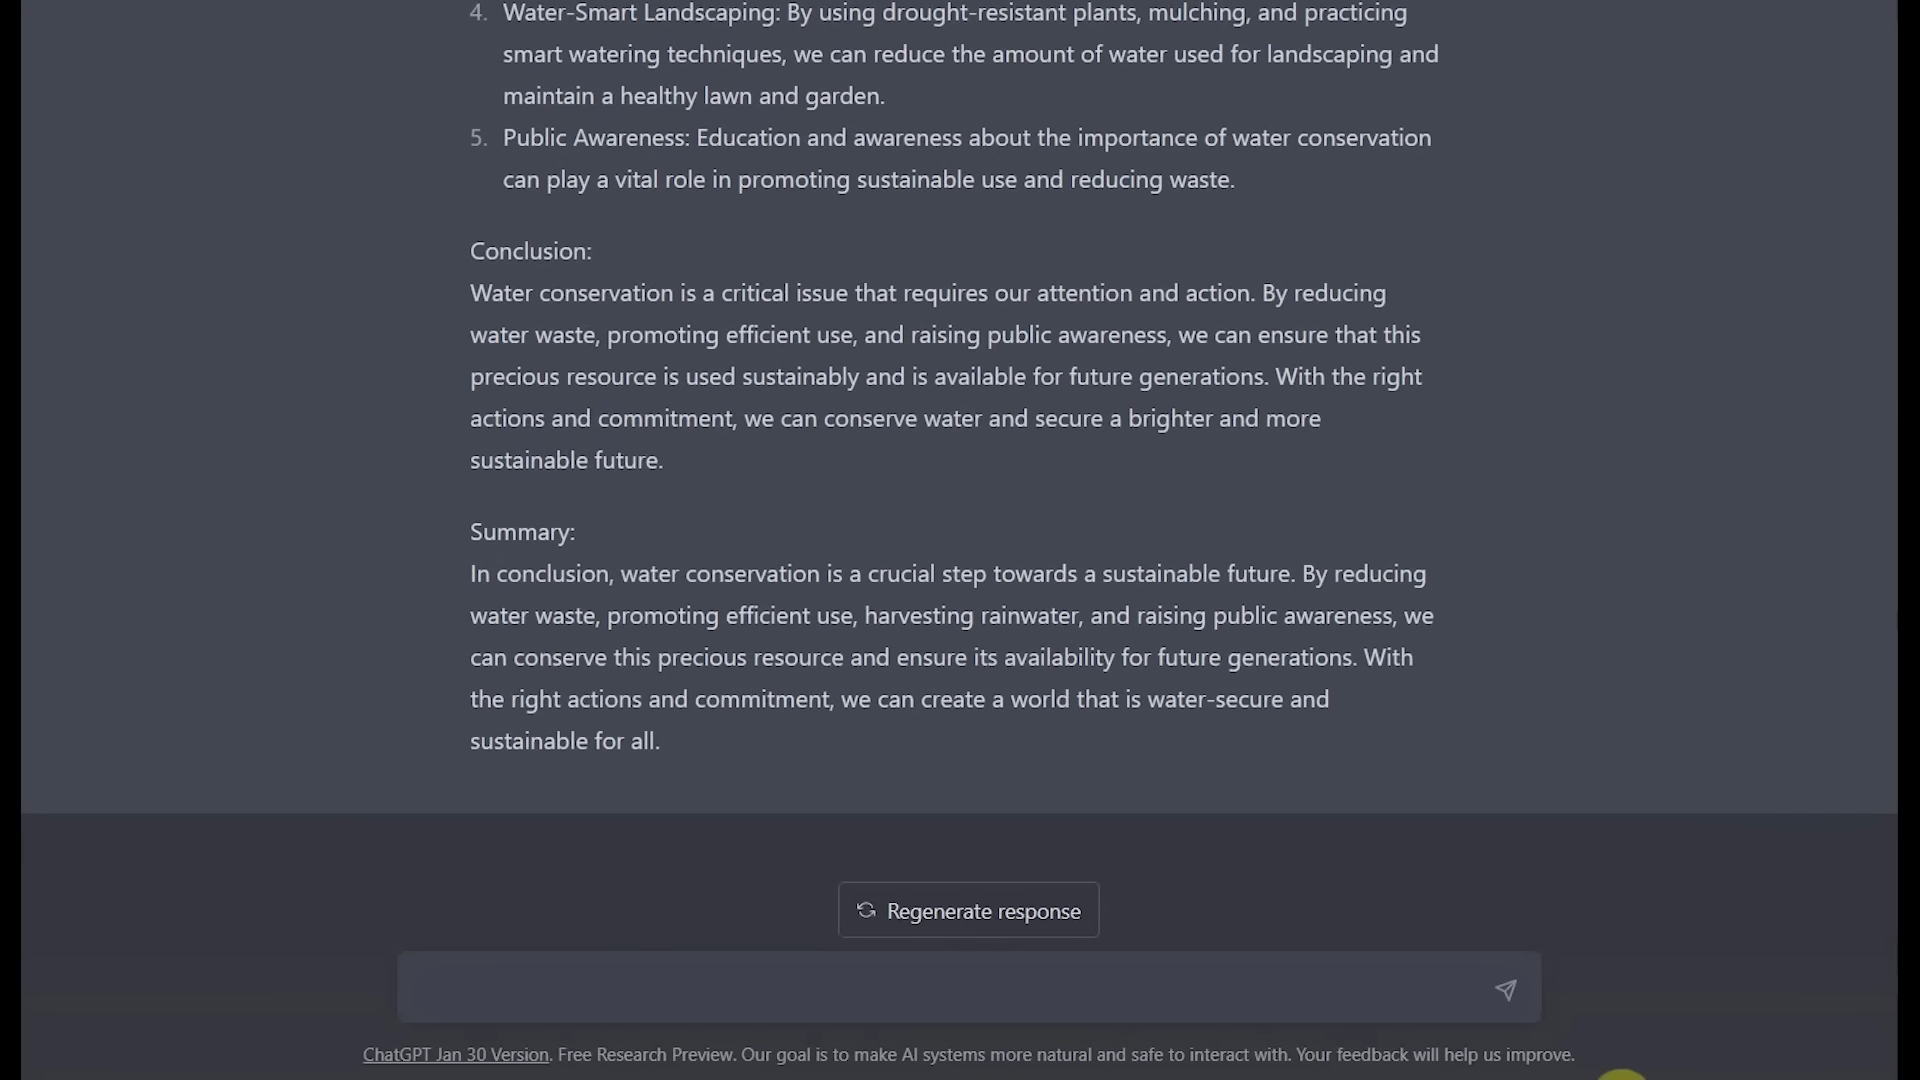 4. Water-Smart Landscaping: By using drought-resistant plants, mulching, and practicing
smart watering techniques, we can reduce the amount of water used for landscaping and
maintain a healthy lawn and garden.
5. Public Awareness: Education and awareness about the importance of water conservation
can play a vital role in promoting sustainable use and reducing waste.
Conclusion:
Water conservation is a critical issue that requires our attention and action. By reducing
water waste, promoting efficient use, and raising public awareness, we can ensure that this
precious resource is used sustainably and is available for future generations. With the right
actions and commitment, we can conserve water and secure a brighter and more
sustainable future.
Summary:
In conclusion, water conservation is a crucial step towards a sustainable future. By reducing
water waste, promoting efficient use, harvesting rainwater, and raising public awareness, we
can conserve this precious resource and ensure its availability for future generations. With
the right actions and commitment, we can create a world that is water-secure and
sustainable for all.
Regenerate response
ChatGPT Jan 30 Version. Free Research Preview. Our goal is to make AI systems more natural and safe to interact with. Your feedback will help us improve.